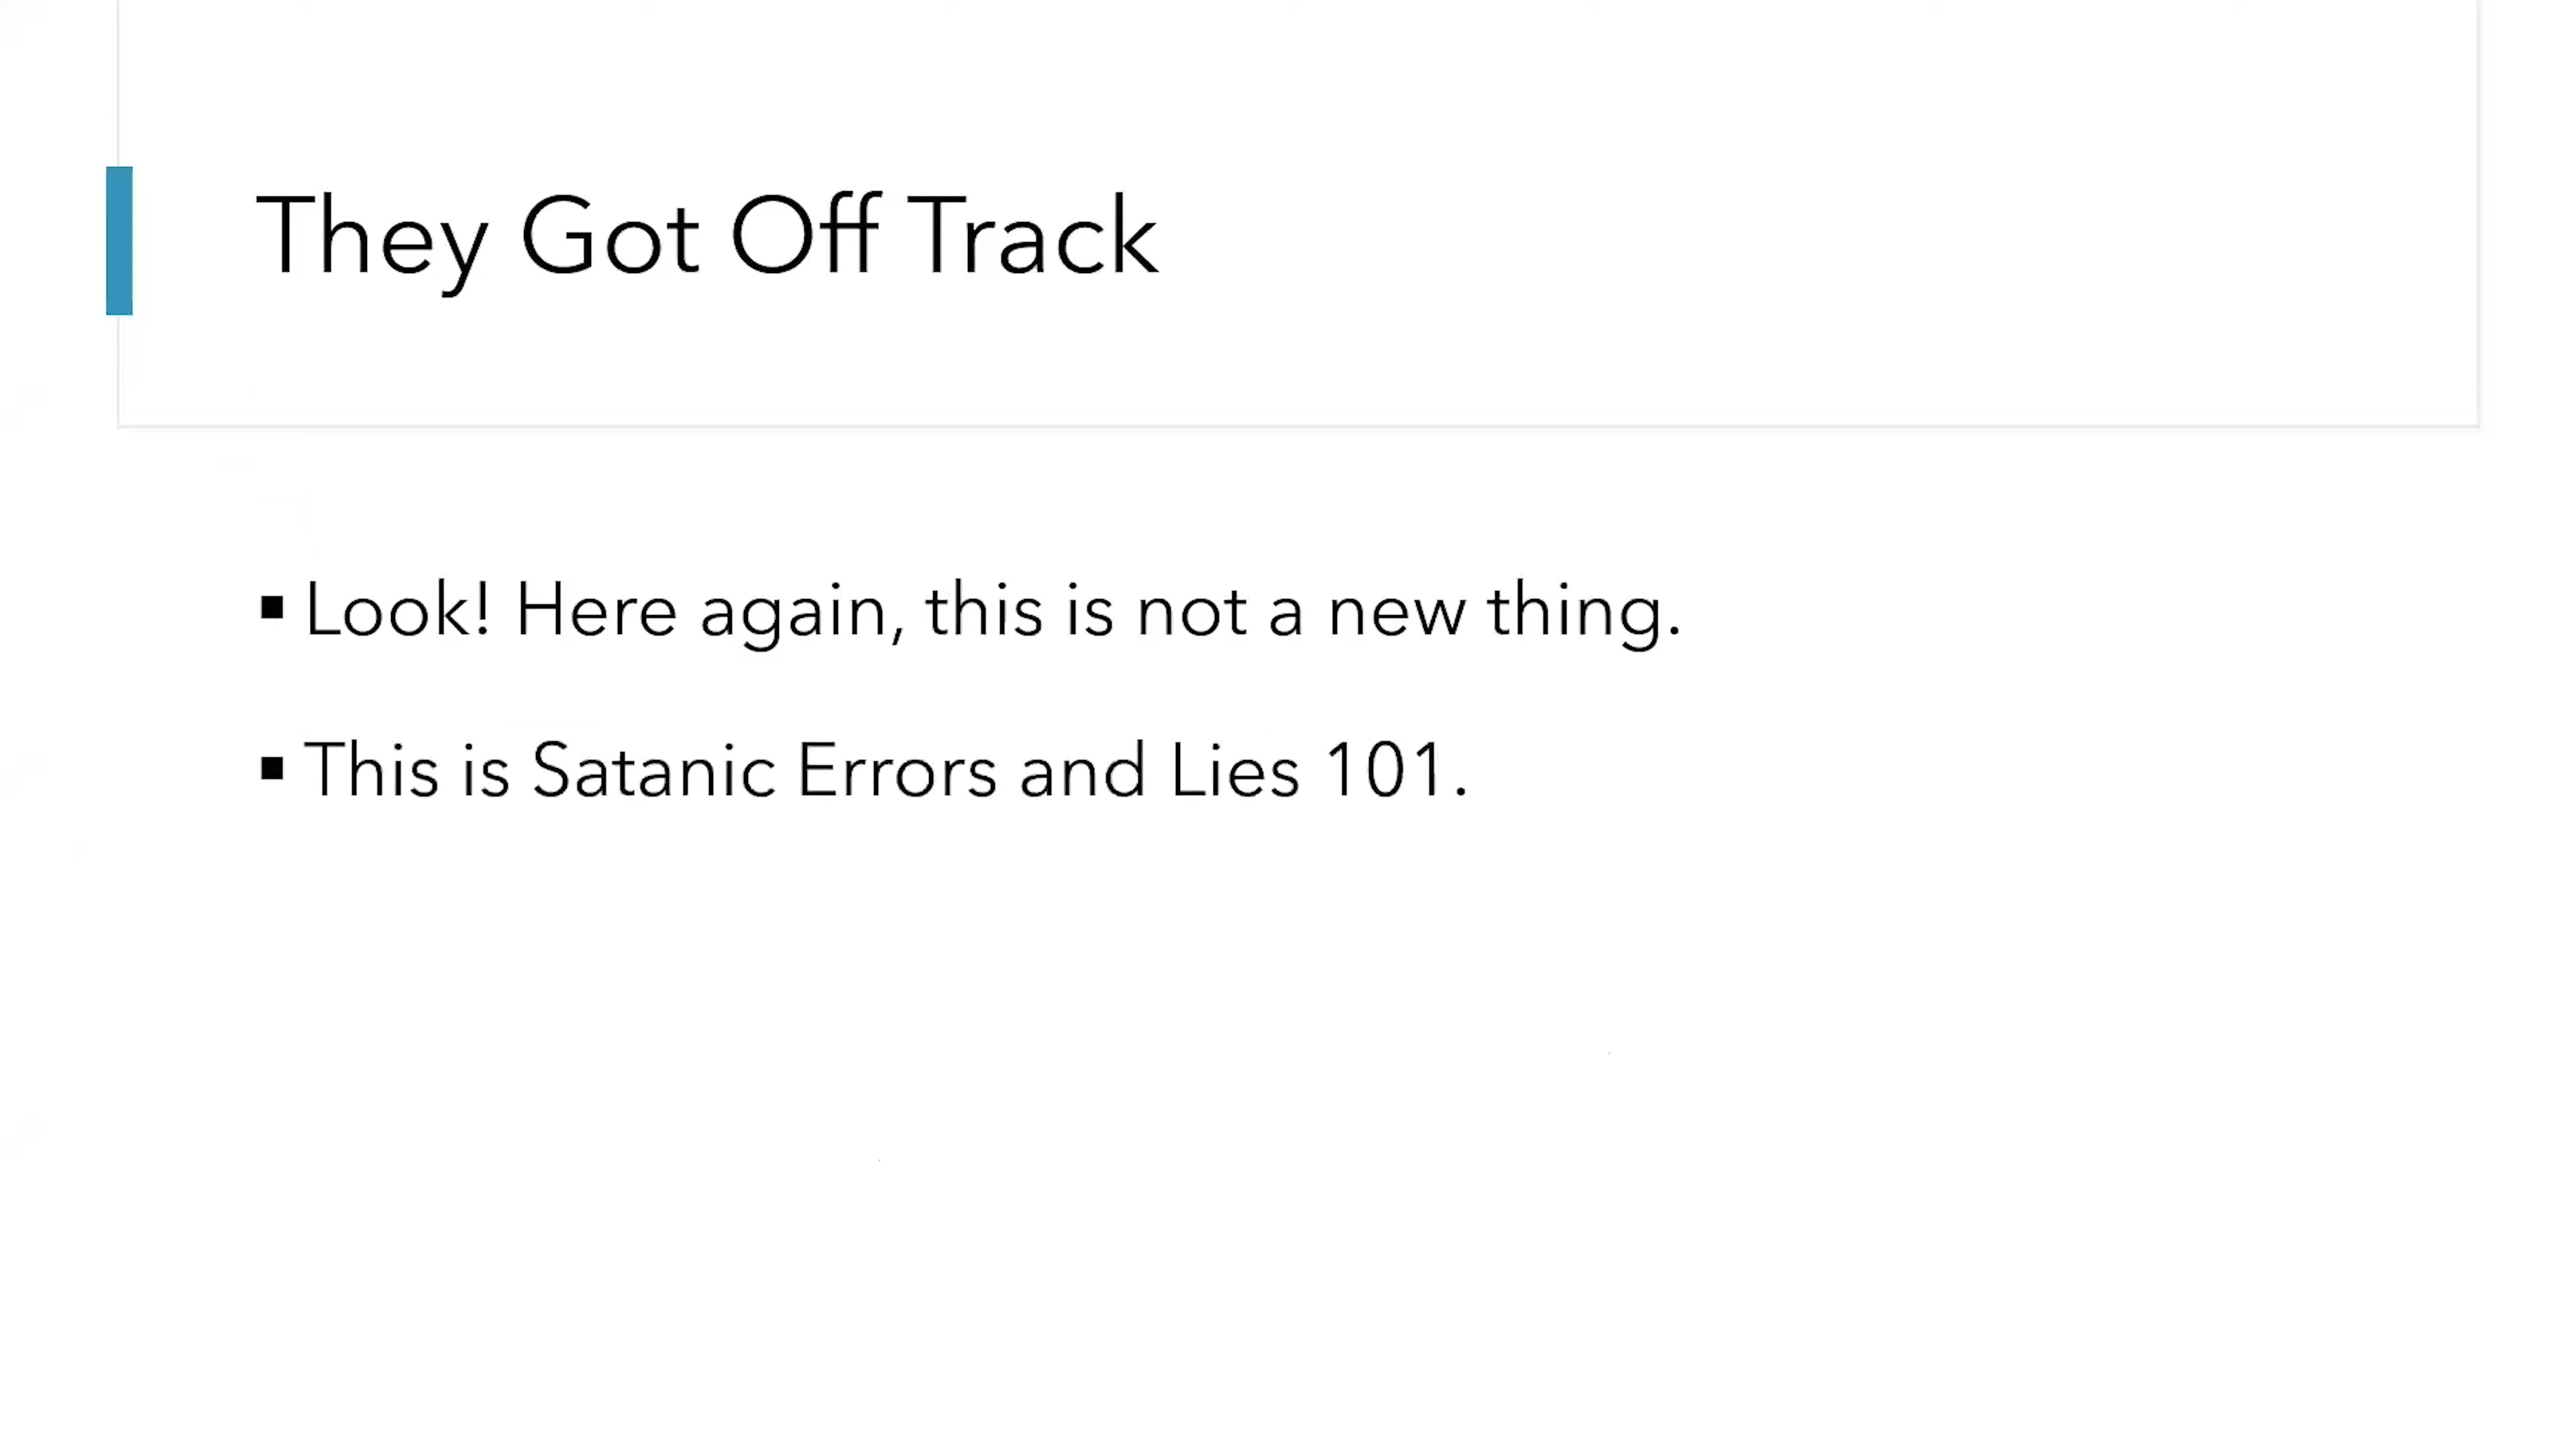 They Got Off Track
▪ Look! Here again, this is not a new thing.
▪ This is Satanic Errors and Lies 101.